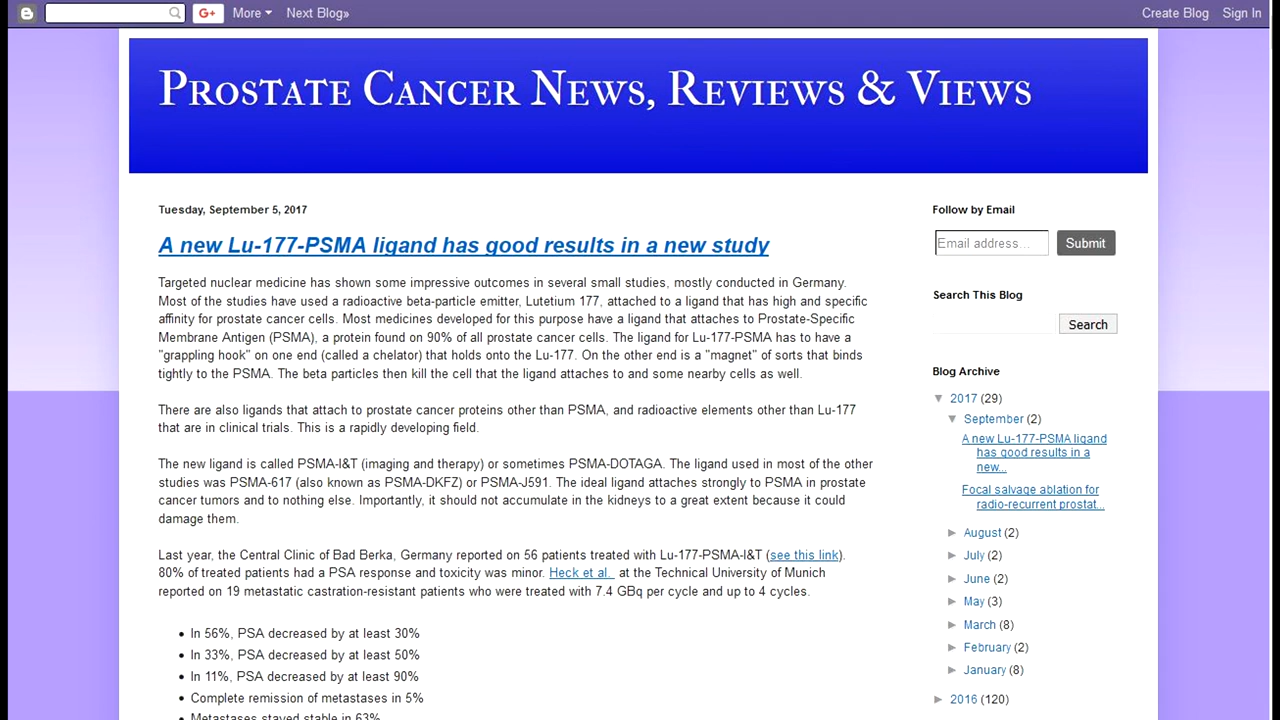 G+ More Next Blog» Create Blog Sign In
Prostate Cancer News, Reviews & Views
Tuesday, September 5, 2017
A new Lu-177-PSMA ligand has good results in a new study
Targeted nuclear medicine has shown some impressive outcomes in several small studies, mostly conducted in Germany.
Most of the studies have used a radioactive beta-particle emitter, Lutetium 177, attached to a ligand that has high and specific
affinity for prostate cancer cells. Most medicines developed for this purpose have a ligand that attaches to Prostate-Specific
Membrane Antigen (PSMA), a protein found on 90% of all prostate cancer cells. The ligand for Lu-177-PSMA has to have a
"grappling hook" on one end (called a chelator) that holds onto the Lu-177. On the other end is a "magnet" of sorts that binds
tightly to the PSMA. The beta particles then kill the cell that the ligand attaches to and some nearby cells as well.
There are also ligands that attach to prostate cancer proteins other than PSMA, and radioactive elements other than Lu-177
that are in clinical trials. This is a rapidly developing field.
The new ligand is called PSMA-I&T (imaging and therapy) or sometimes PSMA-DOTAGA. The ligand used in most of the other
studies was PSMA-617 (also known as PSMA-DKFZ) or PSMA-J591. The ideal ligand attaches strongly to PSMA in prostate
cancer tumors and to nothing else. Importantly, it should not accumulate in the kidneys to a great extent because it could
damage them.
Last year, the Central Clinic of Bad Berka, Germany reported on 56 patients treated with Lu-177-PSMA-I&T (see this link).
80% of treated patients had a PSA response and toxicity was minor. Heck et al. at the Technical University of Munich
reported on 19 metastatic castration-resistant patients who were treated with 7.4 GBq per cycle and up to 4 cycles.
• In 56%, PSA decreased by at least 30%
• In 33%, PSA decreased by at least 50%
• In 11%, PSA decreased by at least 90%
• Complete remission of metastases in 5%
• Metastases stayed stable in 63%
Follow by Email
Email address...
Submit
Search This Blog
Search
Blog Archive
▼ 2017 (29)
▼ September (2)
A new Lu-177-PSMA ligand
has good results in a
new...
Focal salvage ablation for
radio-recurrent prostat...
► August (2)
► July (2)
► June (2)
► May (3)
► March (8)
► February (2)
► January (8)
► 2016 (120)